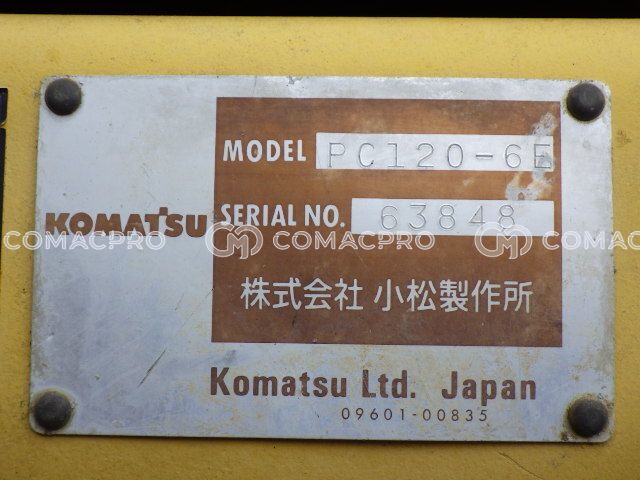 MODEL PC120-6E
KOMATSU
SERIAL NO. 63848
COMACPRO COMACPRO COMACPRO
株式会社 小松製作所
Komatsu Ltd. Japan
09601-00835